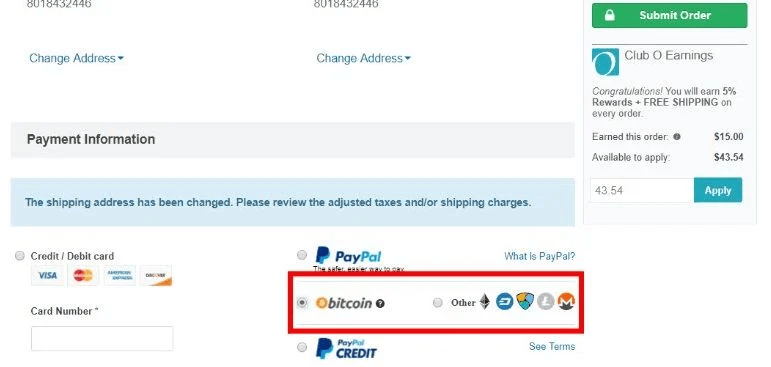 8018432446
8018432446
Change Address
Change Address
Payment Information
The shipping address has been changed. Please review the adjusted taxes and/or shipping charges.
Credit / Debit card
VISA MasterCard AMERICAN EXPRESS DISCOVER
Card Number *
PayPal
What is PayPal?
The safer, easier way to pay.
bitcoin ?
Other
PayPal
CREDIT
See Terms
Submit Order
Club O Earnings
Congratulations! You will earn 5%
Rewards + FREE SHIPPING on
every order.
Earned this order: $15.00
Available to apply: $43.54
43.54 Apply